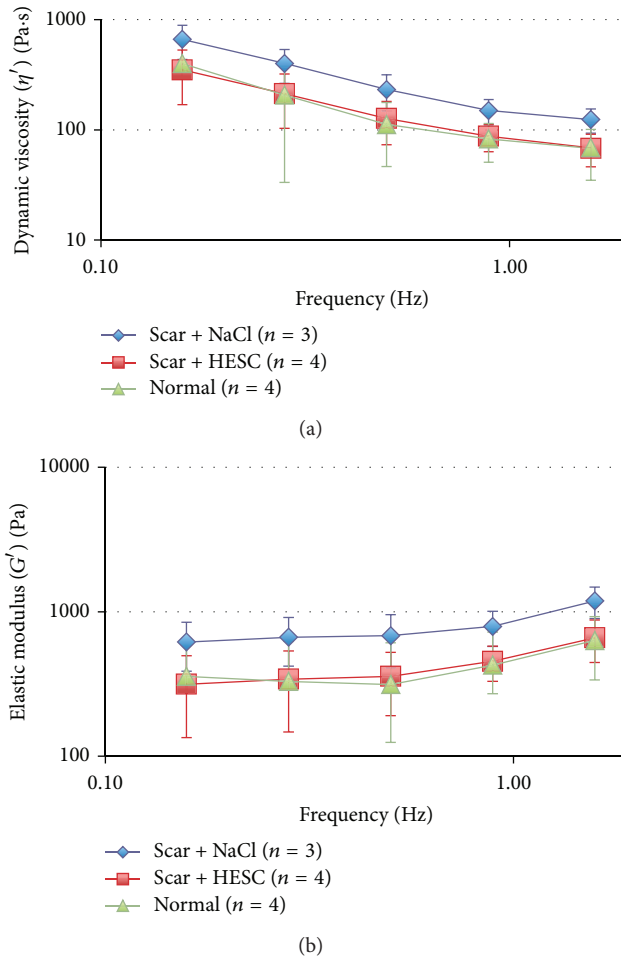 1000
100
10
0.10
1.00
Dynamic viscosity (η′) (Pa·s)
Frequency (Hz)
Scar + NaCl (n = 3)
Scar + HESC (n = 4)
Normal (n = 4)
(a)
10000
1000
100
0.10
1.00
Elastic modulus (G′) (Pa)
Frequency (Hz)
Scar + NaCl (n = 3)
Scar + HESC (n = 4)
Normal (n = 4)
(b)